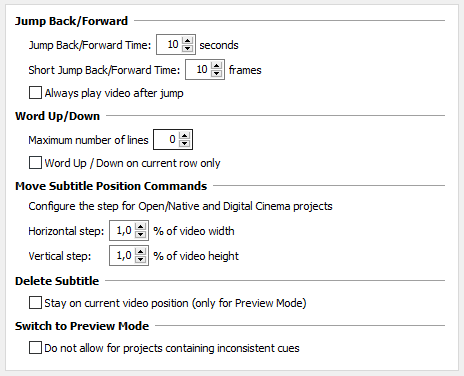 Jump Back/Forward
Jump Back/Forward Time: 10 seconds
Short Jump Back/Forward Time: 10 frames
Always play video after jump
Word Up/Down
Maximum number of lines 0
Word Up / Down on current row only
Move Subtitle Position Commands
Configure the step for Open/Native and Digital Cinema projects
Horizontal step: 1,0 % of video width
Vertical step: 1,0 % of video height
Delete Subtitle
Stay on current video position (only for Preview Mode)
Switch to Preview Mode
Do not allow for projects containing inconsistent cues